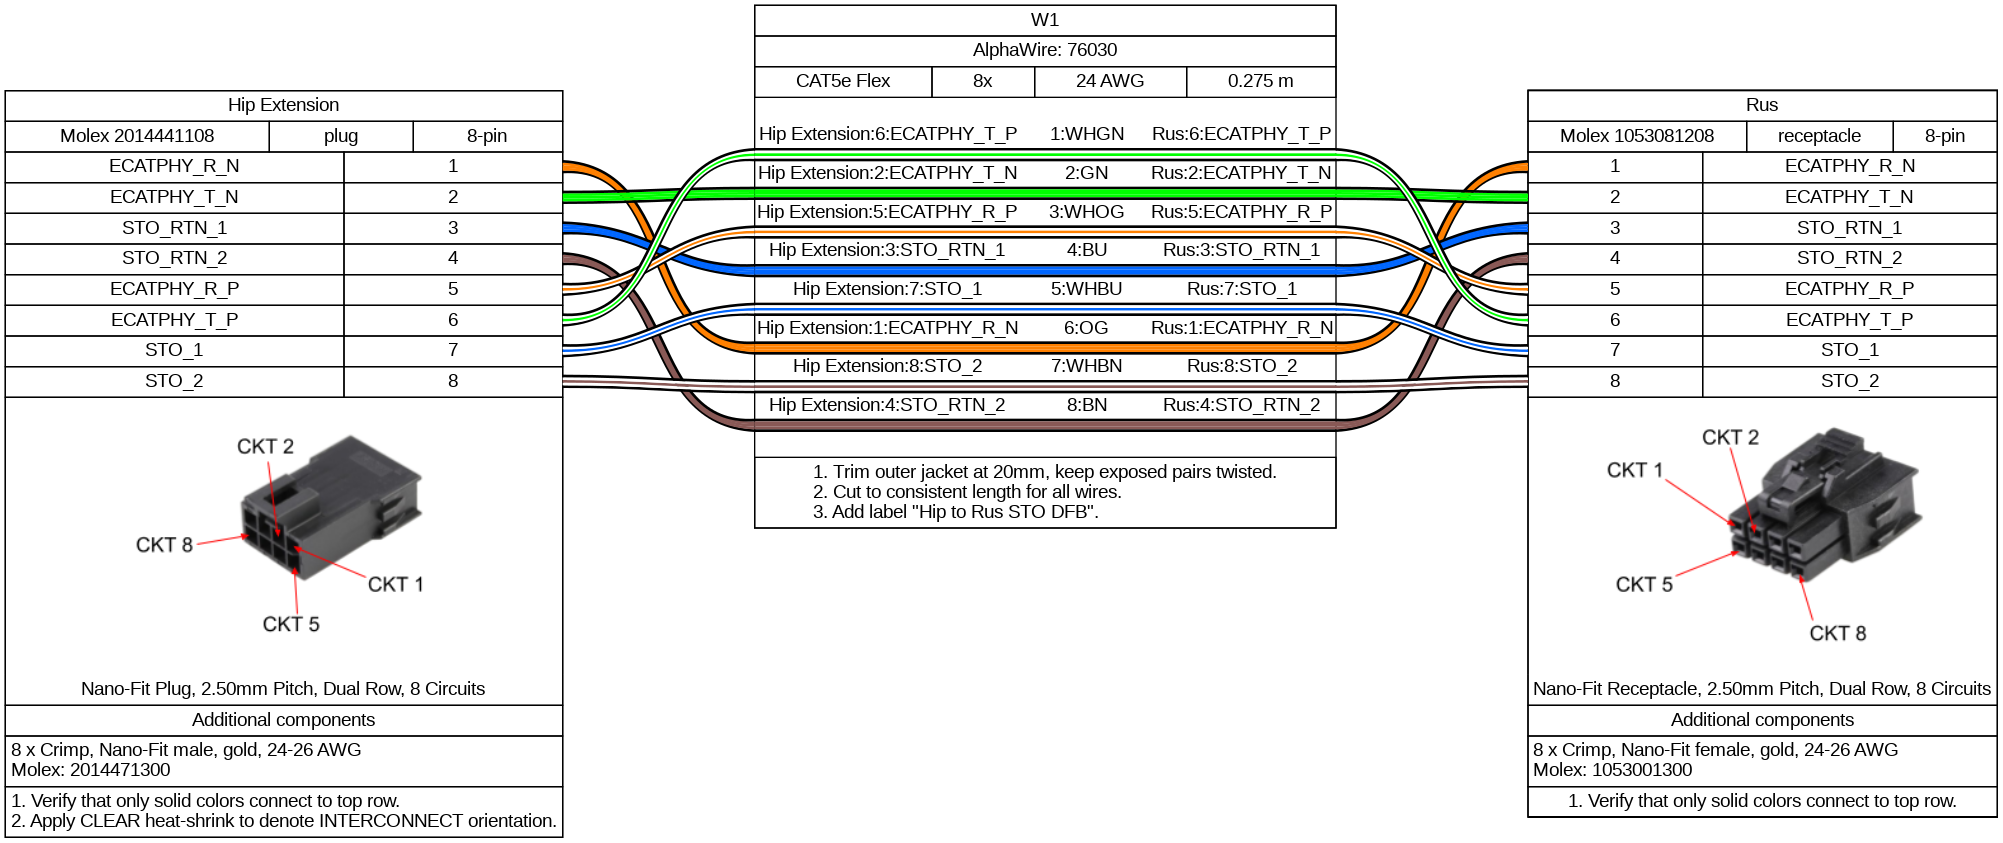 W1
AlphaWire: 76030
CAT5e Flex 8x 24 AWG 0.275 m
Hip Extension
Molex 2014441108 plug 8-pin
ECATPHY_R_N 1
ECATPHY_T_N 2
STO_RTN_1 3
STO_RTN_2 4
ECATPHY_R_P 5
ECATPHY_T_P 6
STO_1 7
STO_2 8
CKT 2
CKT 8
CKT 1
CKT 5
Nano-Fit Plug, 2.50mm Pitch, Dual Row, 8 Circuits
Additional components
8 x Crimp, Nano-Fit male, gold, 24-26 AWG
Molex: 2014471300
1. Verify that only solid colors connect to top row.
2. Apply CLEAR heat-shrink to denote INTERCONNECT orientation.
Hip Extension:6:ECATPHY_T_P 1:WHGN Rus:6:ECATPHY_T_P
Hip Extension:2:ECATPHY_T_N 2:GN Rus:2:ECATPHY_T_N
Hip Extension:5:ECATPHY_R_P 3:WHOG Rus:5:ECATPHY_R_P
Hip Extension:3:STO_RTN_1 4:BU Rus:3:STO_RTN_1
Hip Extension:7:STO_1 5:WHBU Rus:7:STO_1
Hip Extension:1:ECATPHY_R_N 6:OG Rus:1:ECATPHY_R_N
Hip Extension:8:STO_2 7:WHBN Rus:8:STO_2
Hip Extension:4:STO_RTN_2 8:BN Rus:4:STO_RTN_2
1. Trim outer jacket at 20mm, keep exposed pairs twisted.
2. Cut to consistent length for all wires.
3. Add label "Hip to Rus STO DFB".
Rus
Molex 1053081208 receptacle 8-pin
1 ECATPHY_R_N
2 ECATPHY_T_N
3 STO_RTN_1
4 STO_RTN_2
5 ECATPHY_R_P
6 ECATPHY_T_P
7 STO_1
8 STO_2
CKT 2
CKT 1
CKT 5
CKT 8
Nano-Fit Receptacle, 2.50mm Pitch, Dual Row, 8 Circuits
Additional components
8 x Crimp, Nano-Fit female, gold, 24-26 AWG
Molex: 1053001300
1. Verify that only solid colors connect to top row.